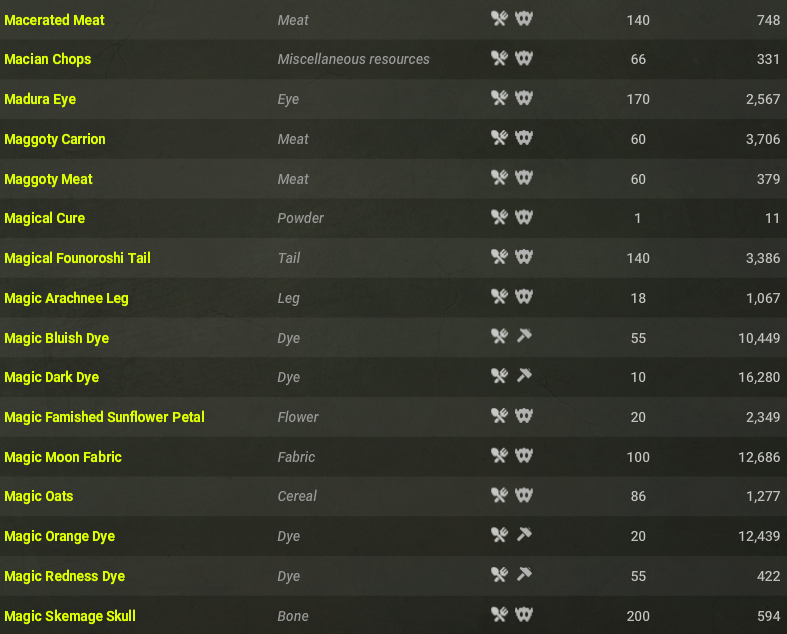 Macerated Meat Meat 140 748
Macian Chops Miscellaneous resources 66 331
Madura Eye Eye 170 2,567
Maggoty Carrion Meat 60 3,706
Maggoty Meat Meat 60 379
Magical Cure Powder 1 11
Magical Founoroshi Tail Tail 140 3,386
Magic Arachnee Leg Leg 18 1,067
Magic Bluish Dye Dye 55 10,449
Magic Dark Dye Dye 10 16,280
Magic Famished Sunflower Petal Flower 20 2,349
Magic Moon Fabric Fabric 100 12,686
Magic Oats Cereal 86 1,277
Magic Orange Dye Dye 20 12,439
Magic Redness Dye Dye 55 422
Magic Skemage Skull Bone 200 594